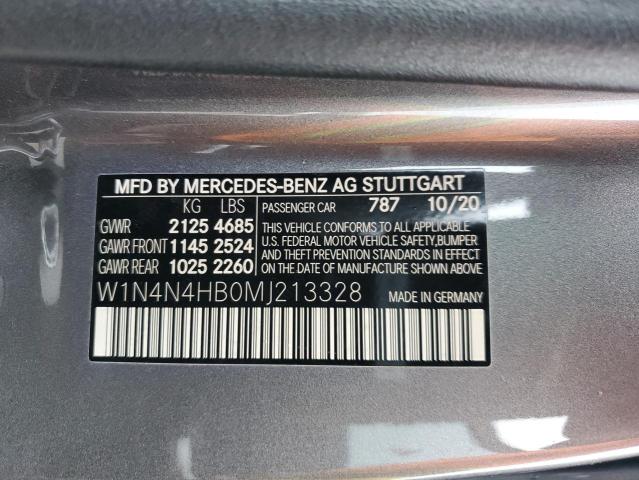 MFD BY MERCEDES-BENZ AG STUTTGART
KG LBS PASSENGER CAR 787 10/20
GWWR 2125 4685
GAWR FRONT 1145 2524
GAWR REAR 1025 2260
THIS VEHICLE CONFORMS TO ALL APPLICABLE
U.S. FEDERAL MOTOR VEHICLE SAFETY, BUMPER
AND THEFT PREVENTION STANDARDS IN EFFECT
ON THE DATE OF MANUFACTURE SHOWN ABOVE.
W1N4N4HB0MJ213328 MADE IN GERMANY